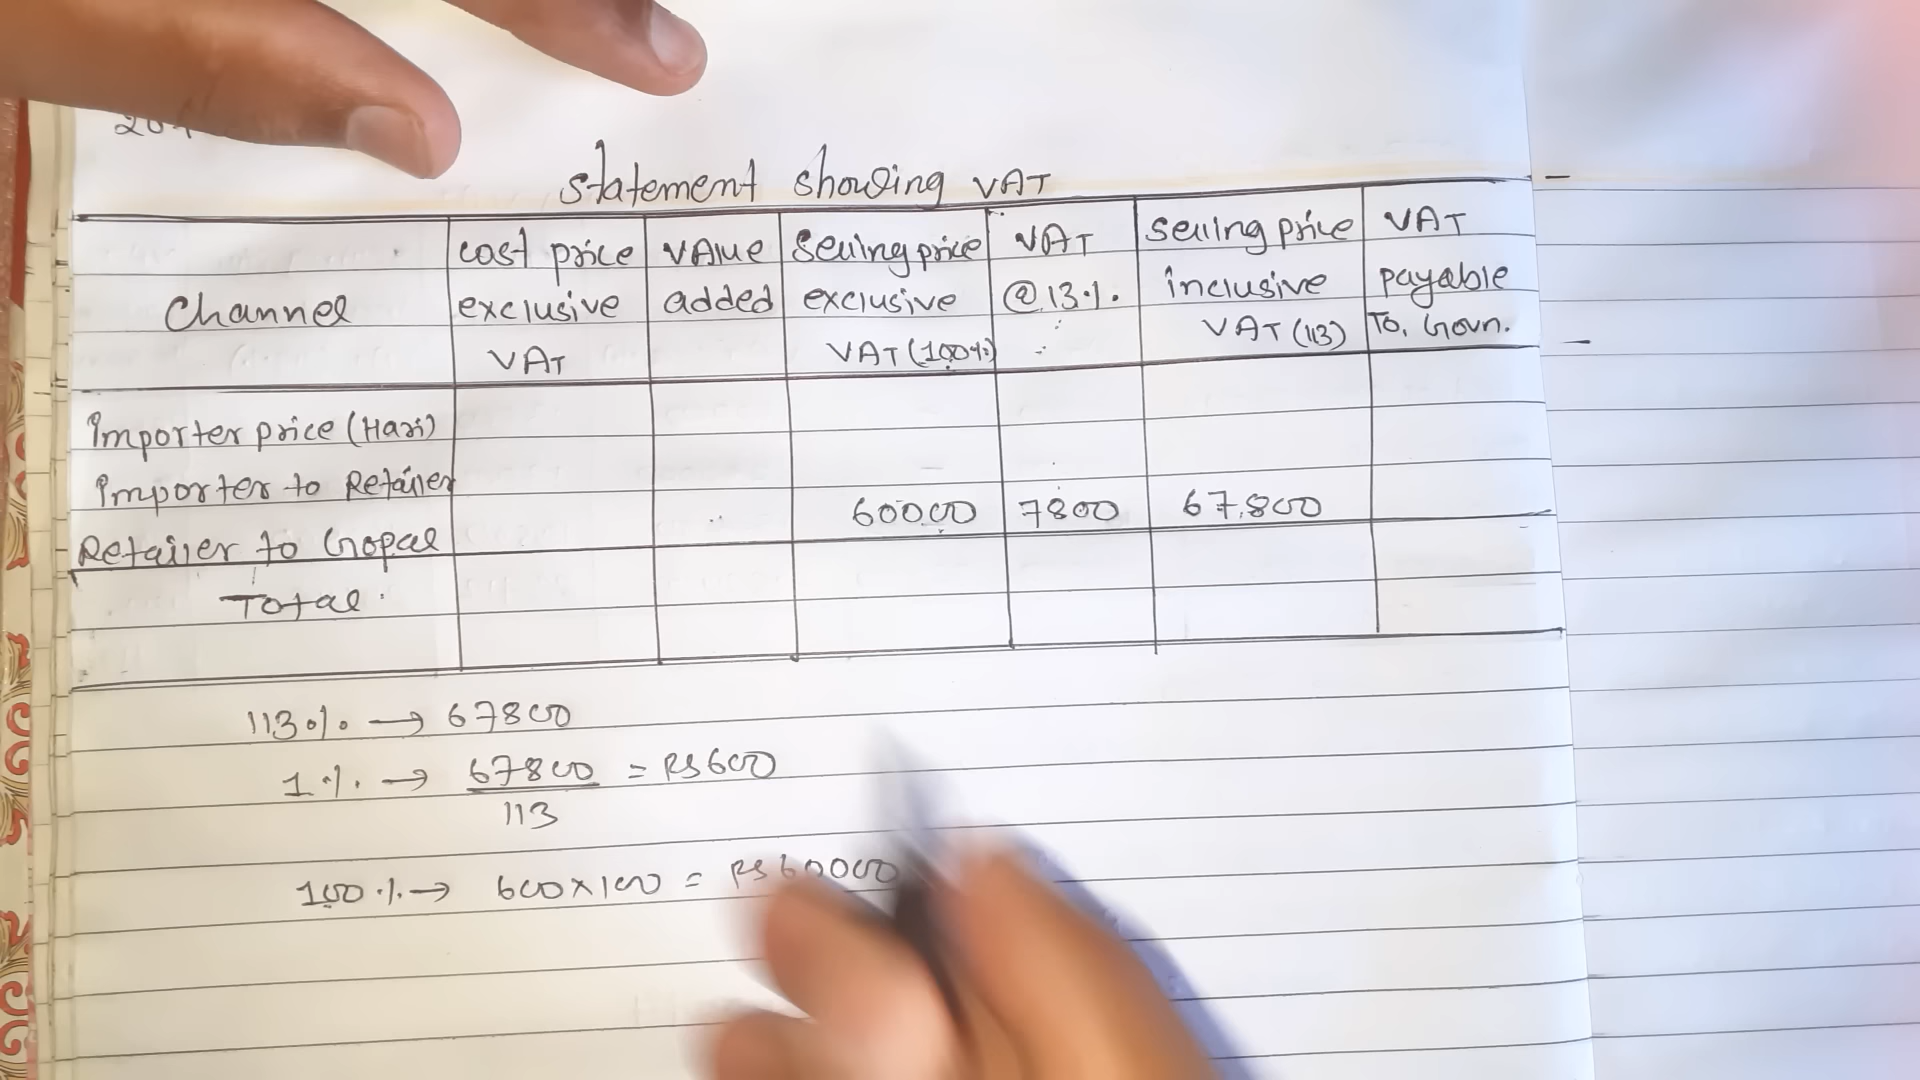 Statement showing VAT
Channel
cost price
exclusive
VAT
VAlue
added
Selling price
exclusive
VAT (100%)
VAT
@ 13%.
selling price
inclusive
VAT (113)
VAT
payable
To, Govn.
Importer price (Hari)
Importer to Retailer
Retailer to Gopal
60000 7800 67,800
Total
113% → 67800
1% → 67800 = RS 600
113
100% → 600 × 100 = RS 60000